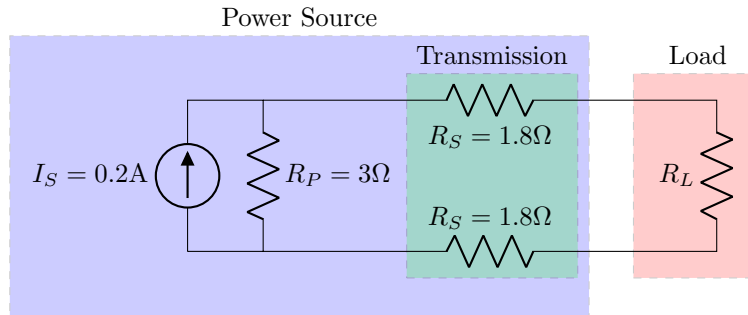 Power Source
Transmission
Load
R_S = 1.8Ω
I_S = 0.2A
R_P = 3Ω
R_L
R_S = 1.8Ω